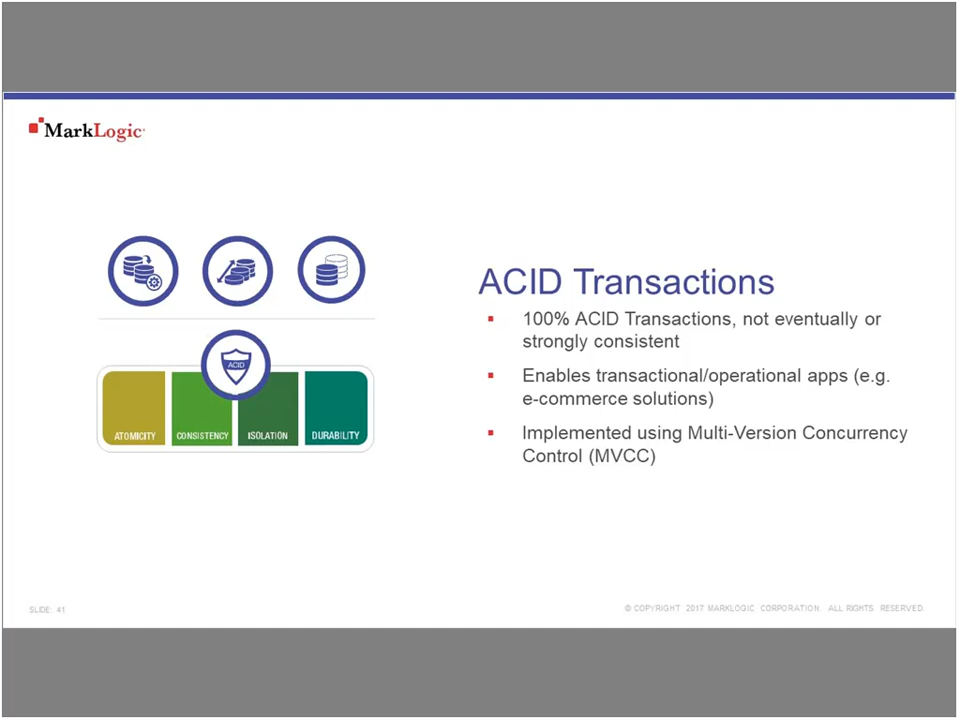 MarkLogic
ACID Transactions
▪ 100% ACID Transactions, not eventually or
strongly consistent
▪ Enables transactional/operational apps (e.g.
e-commerce solutions)
▪ Implemented using Multi-Version Concurrency
Control (MVCC)
ACID
ATOMICITY CONSISTENCY ISOLATION DURABILITY
SLIDE: 41
© COPYRIGHT 2017 MARKLOGIC CORPORATION. ALL RIGHTS RESERVED.